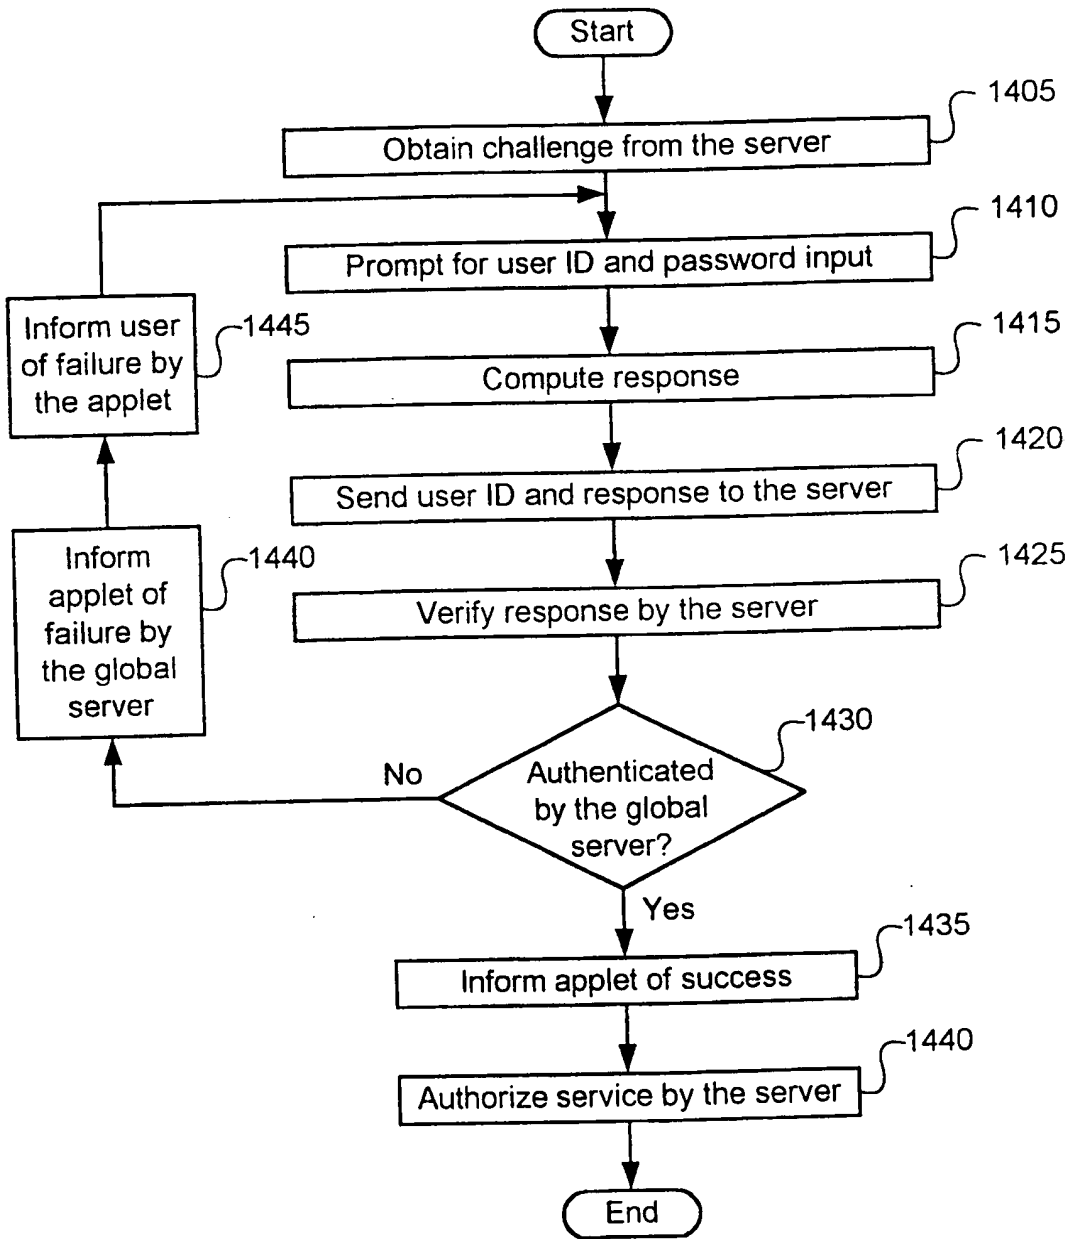 Start
1405
Obtain challenge from the server
1410
Prompt for user ID and password input
1445
Inform user
of failure by
the applet
1415
Compute response
1420
Send user ID and response to the server
1440
Inform
applet of
failure by
the global
server
1425
Verify response by the server
1430
No
Authenticated
by the global
server?
Yes
1435
Inform applet of success
1440
Authorize service by the server
End